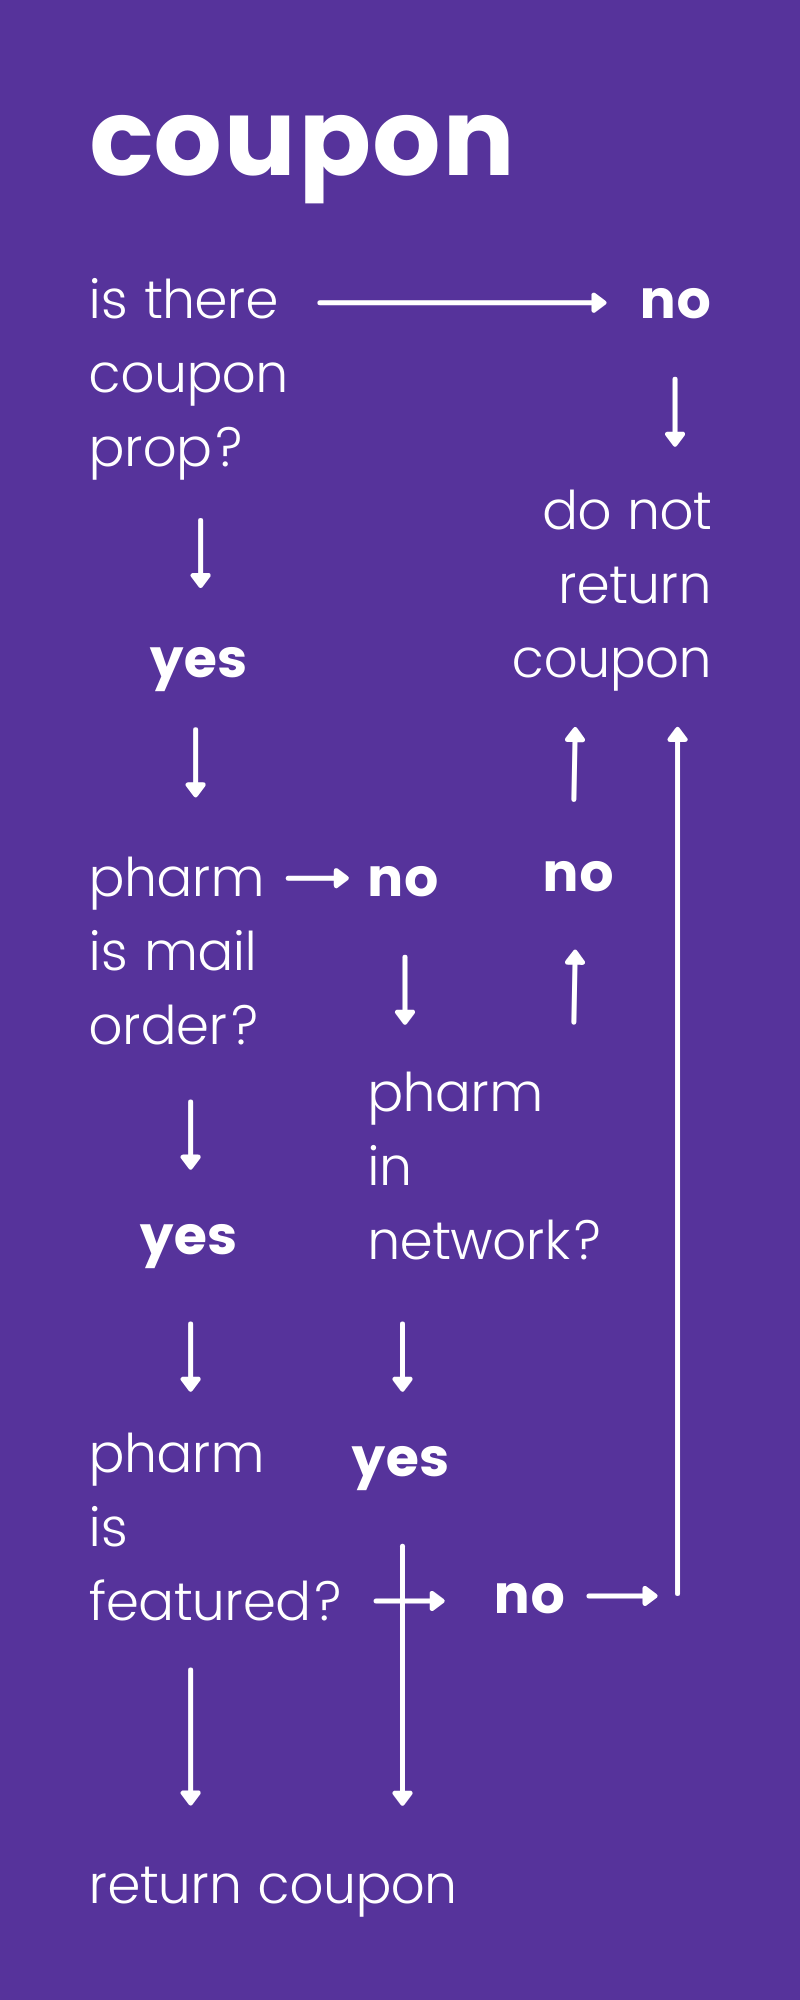 coupon
is there
coupon
prop?
no
do not
return
coupon
yes
pharm
is mail
order?
no
no
pharm
in
network?
yes
pharm
is
featured?
yes
no
return coupon